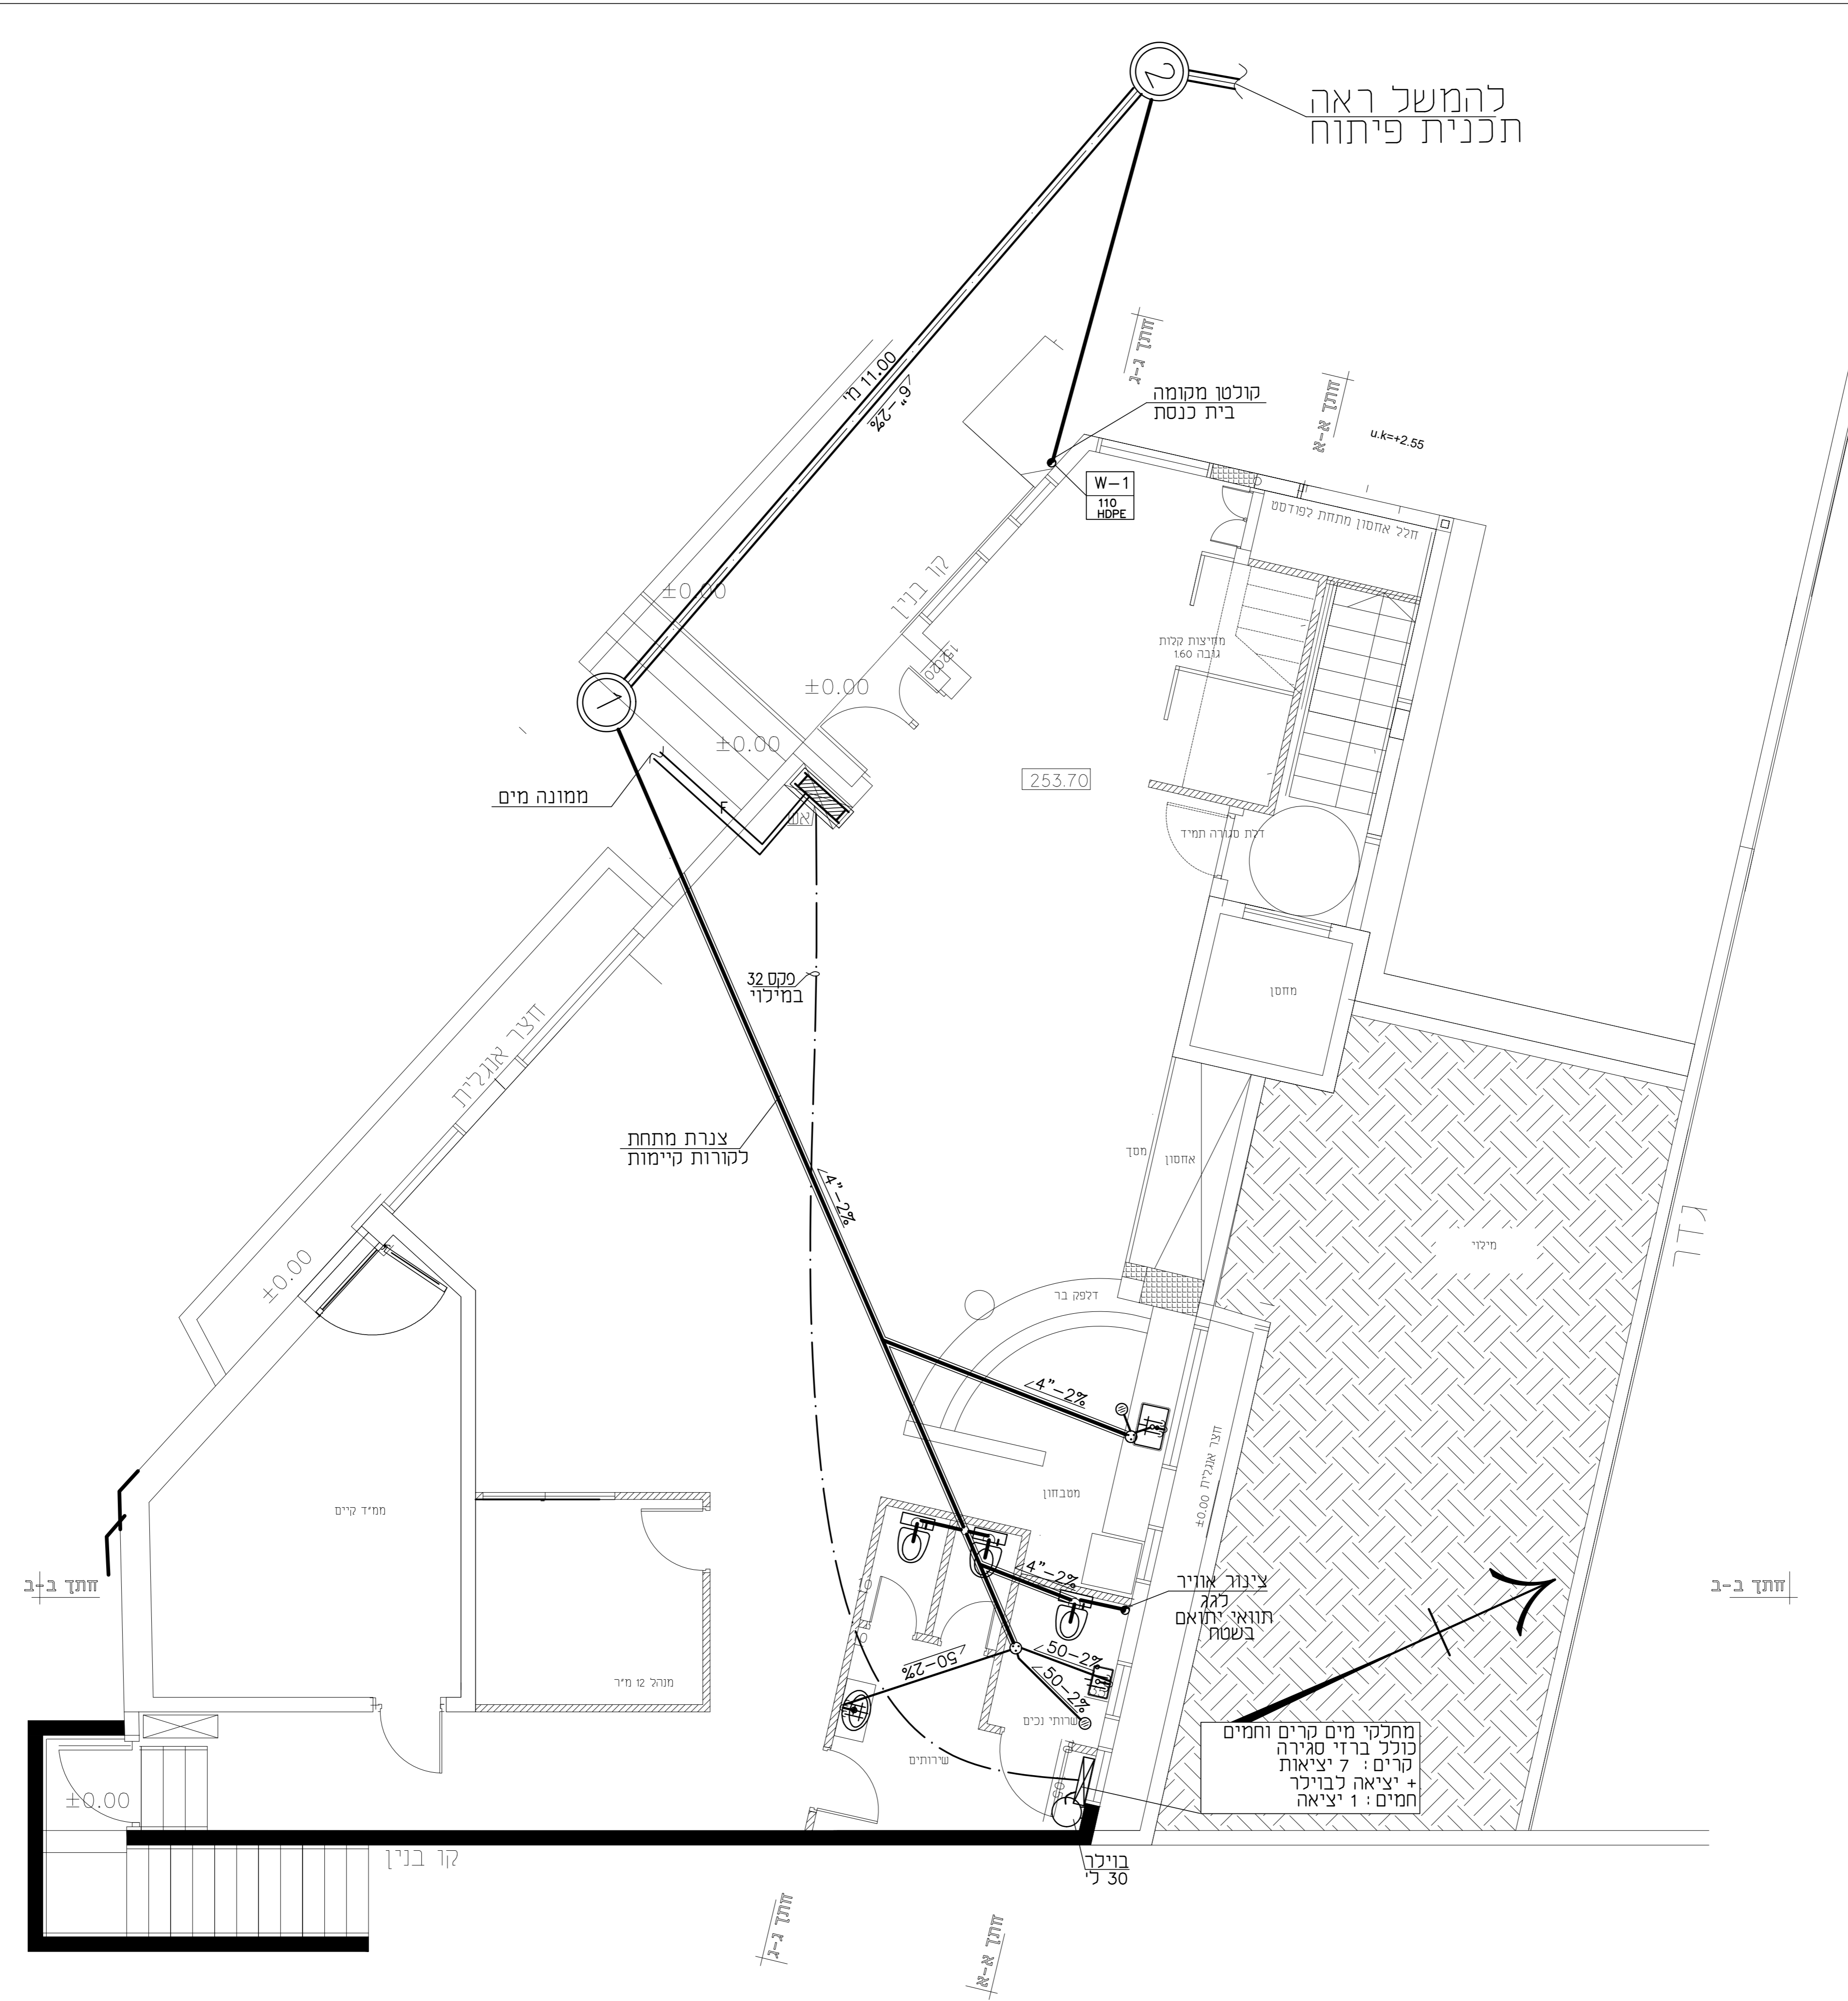 להמשל ראה
תכנית פיתוח
2
חתך ג-ג
חתך א-א
u.k=+2.55
קולטן מקומה
בית כנסת
W-1
110
HDPE
11.00 מ'
6"-2%
חלל אחסון מתחת לפודסט
קו בנין
±0.00
מחיצות קלות
גובה 1.60
±0.00
1
±0.00
253.70
ממונה מים
F
אש
דלת סגורה תמיד
פקס 32
במילוי
מחסן
חצר אנגלית
צנרת מתחת
לקורות קיימות
4"-2%
מסך
אחסון
גדר
מילוי
±0.00
דלפק בר
4"-2%
חצר אנגלית ±0.00
מטבחון
ממ"ד קיים
4"-2%
צינור אוויר
לגג
תוואי יתואם
בשטח
חתך ב-ב
חתך ב-ב
50-2%
50-2%
50-2%
מנהל 12 מ"ר
שרותי נכים
שירותים
מחלקי מים קרים וחמים
כולל ברזי סגירה
קרים: 7 יציאות
+ יציאה לבוילר
חמים: 1 יציאה
±0.00
קו בנין
בוילר
30 ל'
חתך ג-ג
חתך א-א